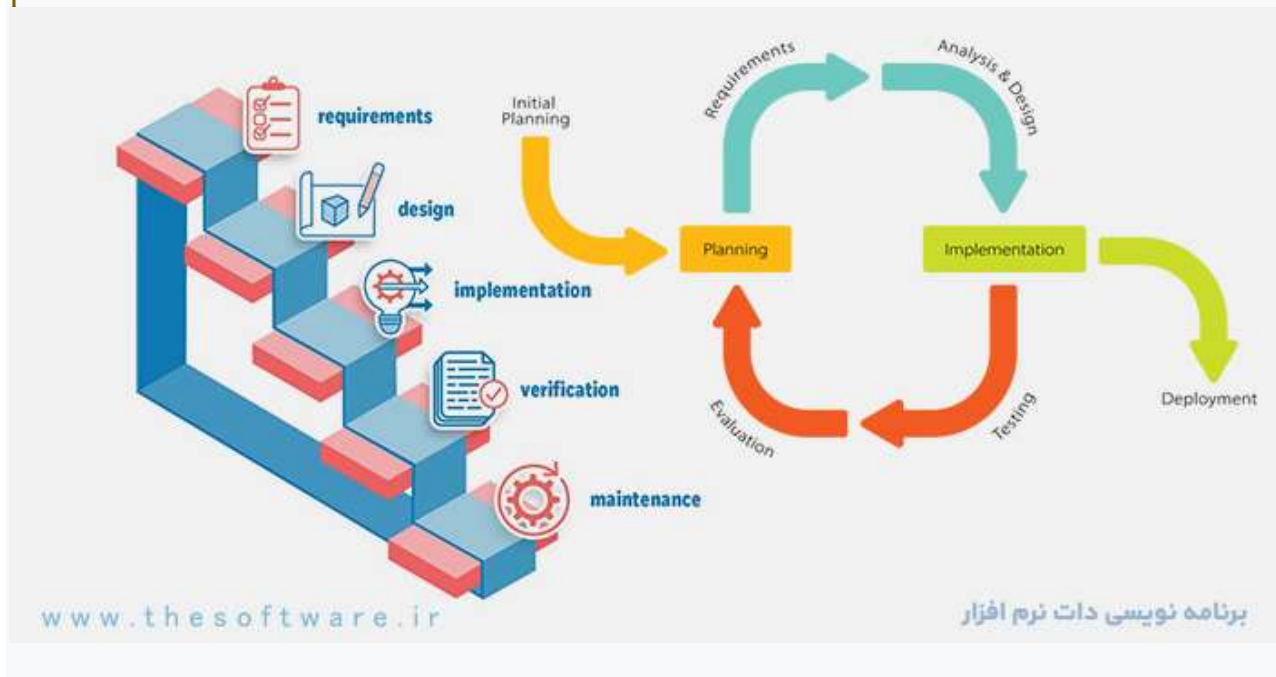 requirements
design
implementation
verification
maintenance
Initial
Planning
Requirements
Analysis & Design
Planning
Implementation
Evaluation
Testing
Deployment
www.thesoftware.ir
برنامه نویسی دات نرم افزار